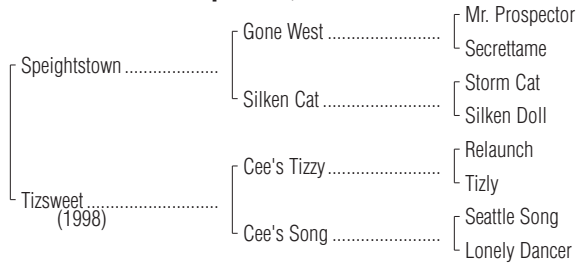 Mr. Prospector
Gone West
Secrettame
Speightstown
Storm Cat
Silken Cat
Silken Doll
Relaunch
Cee's Tizzy
Tizly
Tizsweet
(1998)
Seattle Song
Cee's Song
Lonely Dancer